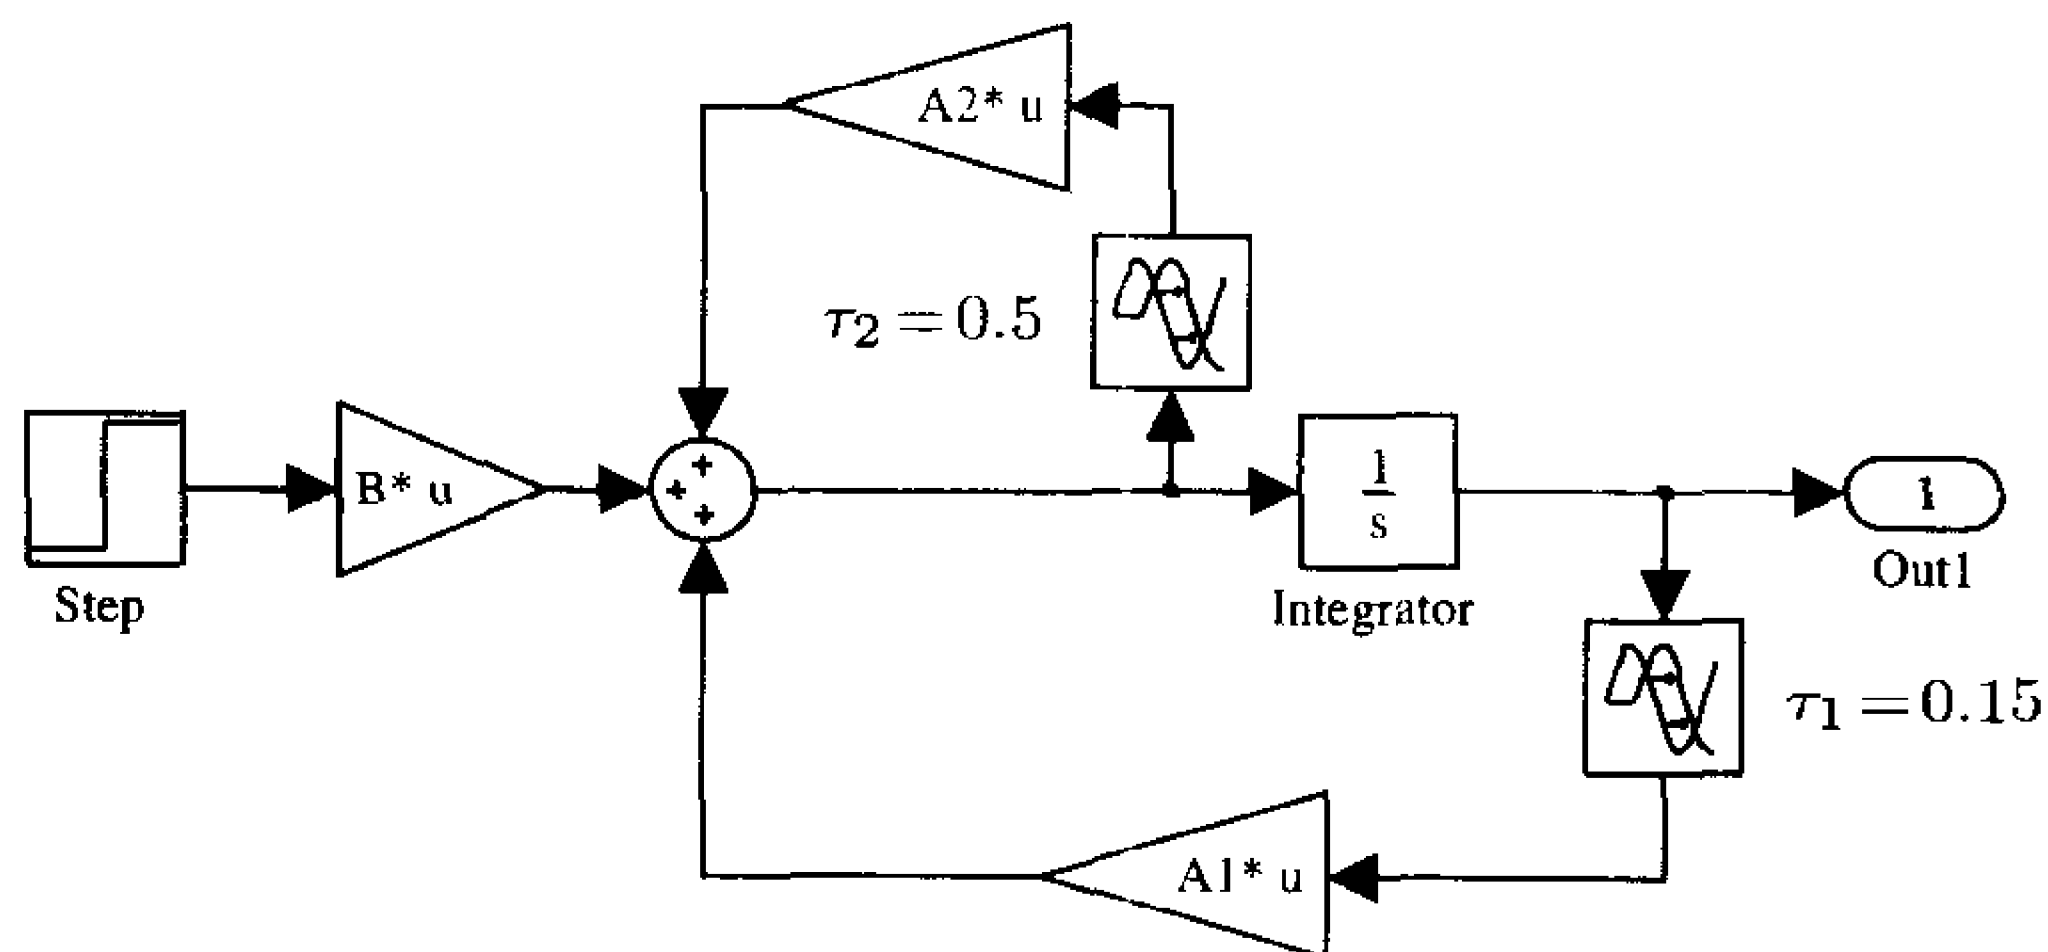 A2* u
τ2 = 0.5
B* u
+
+
+
1
s
1
Step
Integrator
Out1
τ1 = 0.15
A1* u